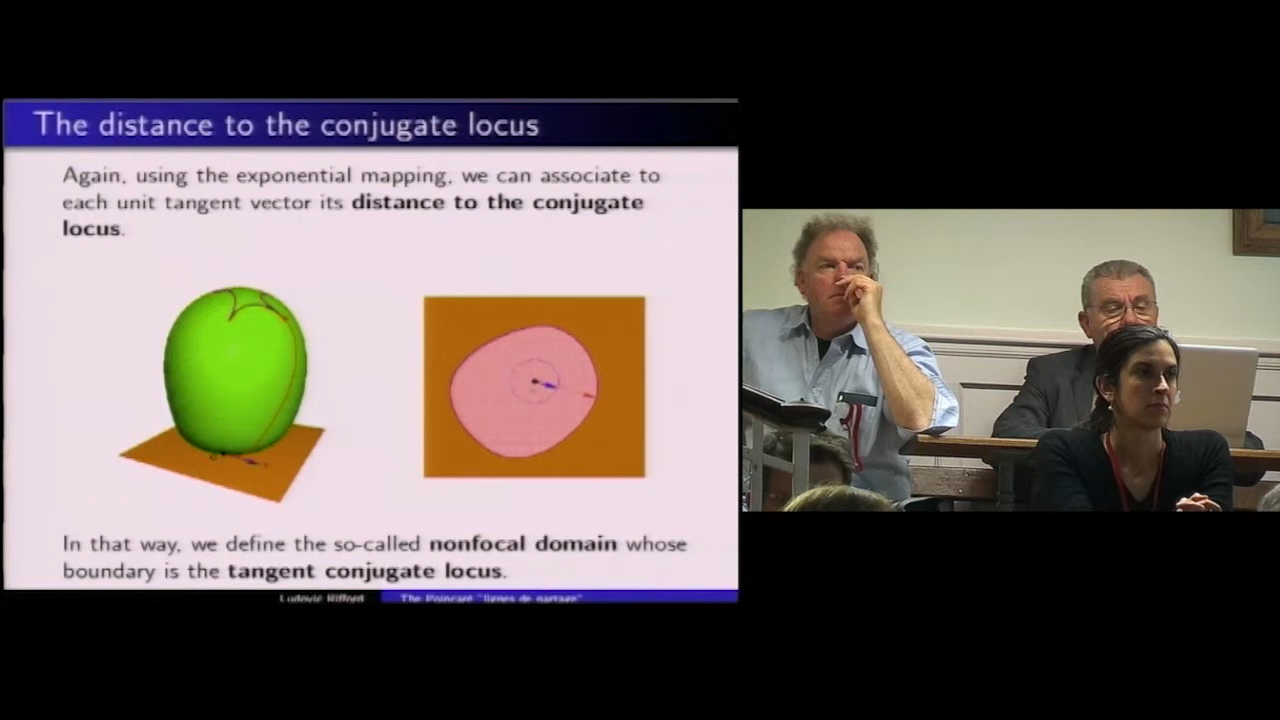 The distance to the conjugate locus
Again, using the exponential mapping, we can associate to
each unit tangent vector its distance to the conjugate
locus.
In that way, we define the so-called nonfocal domain whose
boundary is the tangent conjugate locus.
Ludovic Rifford
The Poincaré "lignes de partage"